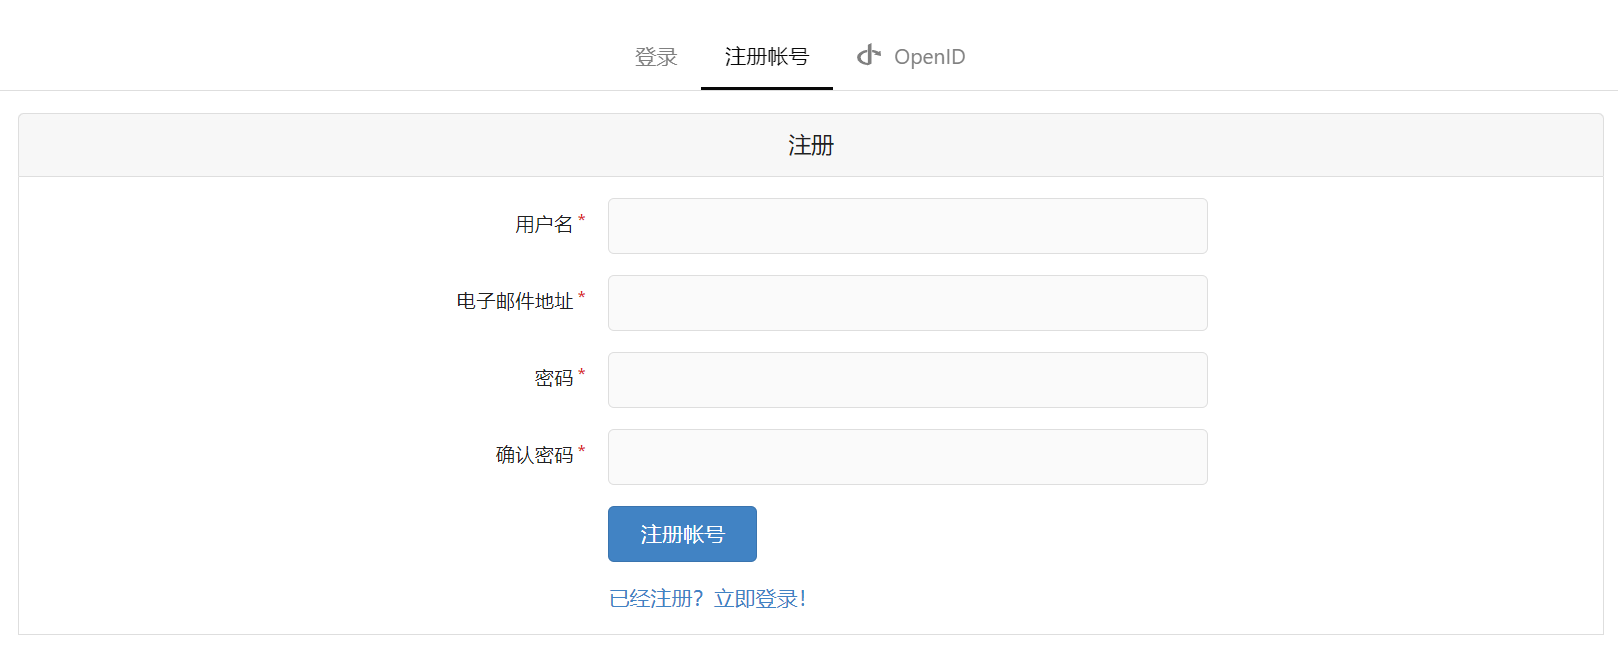 登录 注册帐号 OpenID
注册
用户名 *
电子邮件地址 *
密码 *
确认密码 *
注册帐号
已经注册？立即登录！